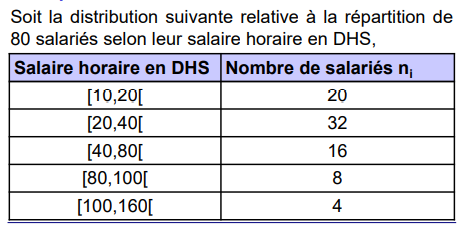 Soit la distribution suivante relative à la répartition de
80 salariés selon leur salaire horaire en DHS,
Salaire horaire en DHS Nombre de salariés ni
[10,20[ 20
[20,40[ 32
[40,80[ 16
[80,100[ 8
[100,160[ 4